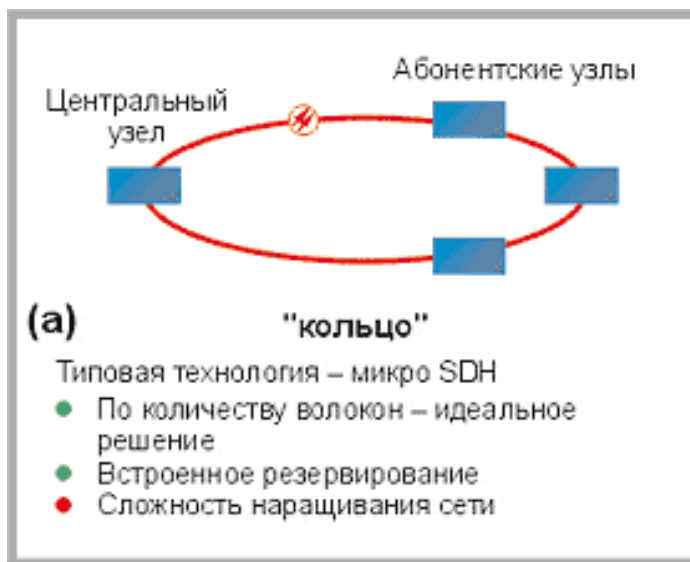 Абонентские узлы
Центральный
узел
(а)
"кольцо"
Типовая технология – микро SDH
По количеству волокон – идеальное
решение
Встроенное резервирование
Сложность наращивания сети